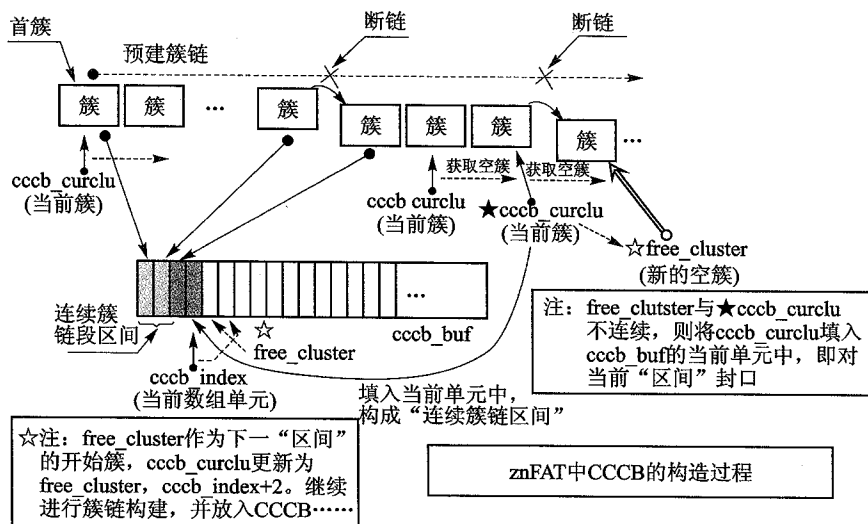 首簇
预建簇链
断链
断链
簇
簇
...
簇
簇
簇
簇
簇
...
cccb_curclu
(当前簇)
获取空簇
获取空簇
cccb curclu
(当前簇)
★cccb_curclu
(当前簇)
☆free_cluster
(新的空簇)
...
cccb_buf
连续簇
链段区间
☆
free_cluster
cccb_index
(当前数组单元)
填入当前单元中,
构成“连续簇链区间”
注: free_clutster与★cccb_curclu
不连续,则将cccb_curclu填入
cccb_buf的当前单元中,即对
当前“区间”封口
☆注: free_cluster作为下一“区间”
的开始簇, cccb_curclu更新为
free_cluster, cccb_index+2。继续
进行簇链构建,并放入CCCB……
znFAT中CCCB的构造过程